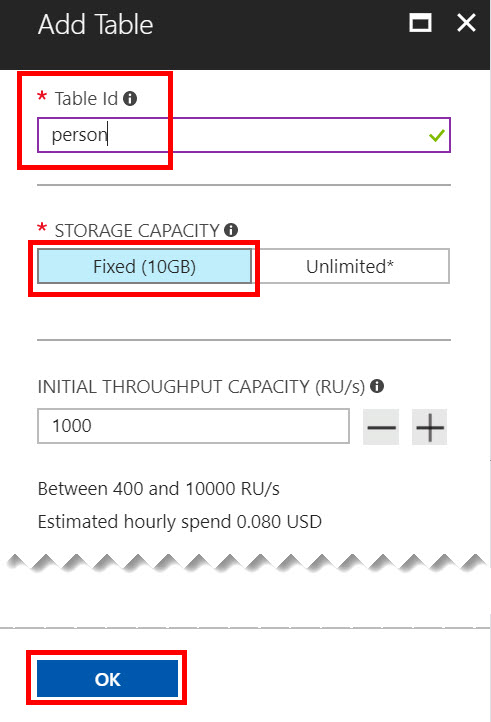 Add Table
* Table Id
person
* STORAGE CAPACITY
Fixed (10GB) Unlimited*
INITIAL THROUGHPUT CAPACITY (RU/s)
1000
Between 400 and 10000 RU/s
Estimated hourly spend 0.080 USD
OK